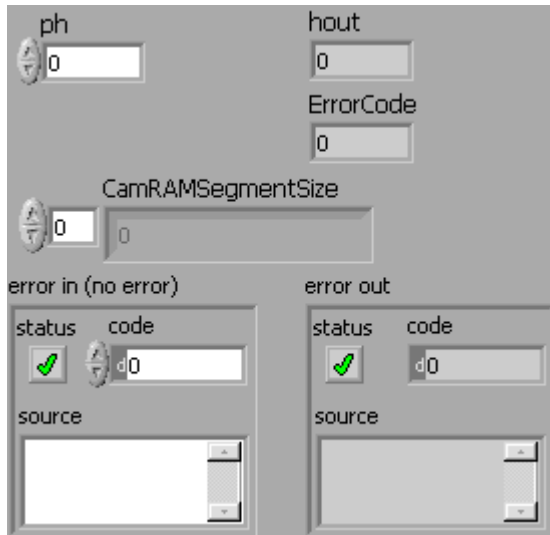 ph
hout
0
0
ErrorCode
0
CamRAMSegmentSize
0
0
error in (no error)
error out
status
code
status
code
d0
d0
source
source